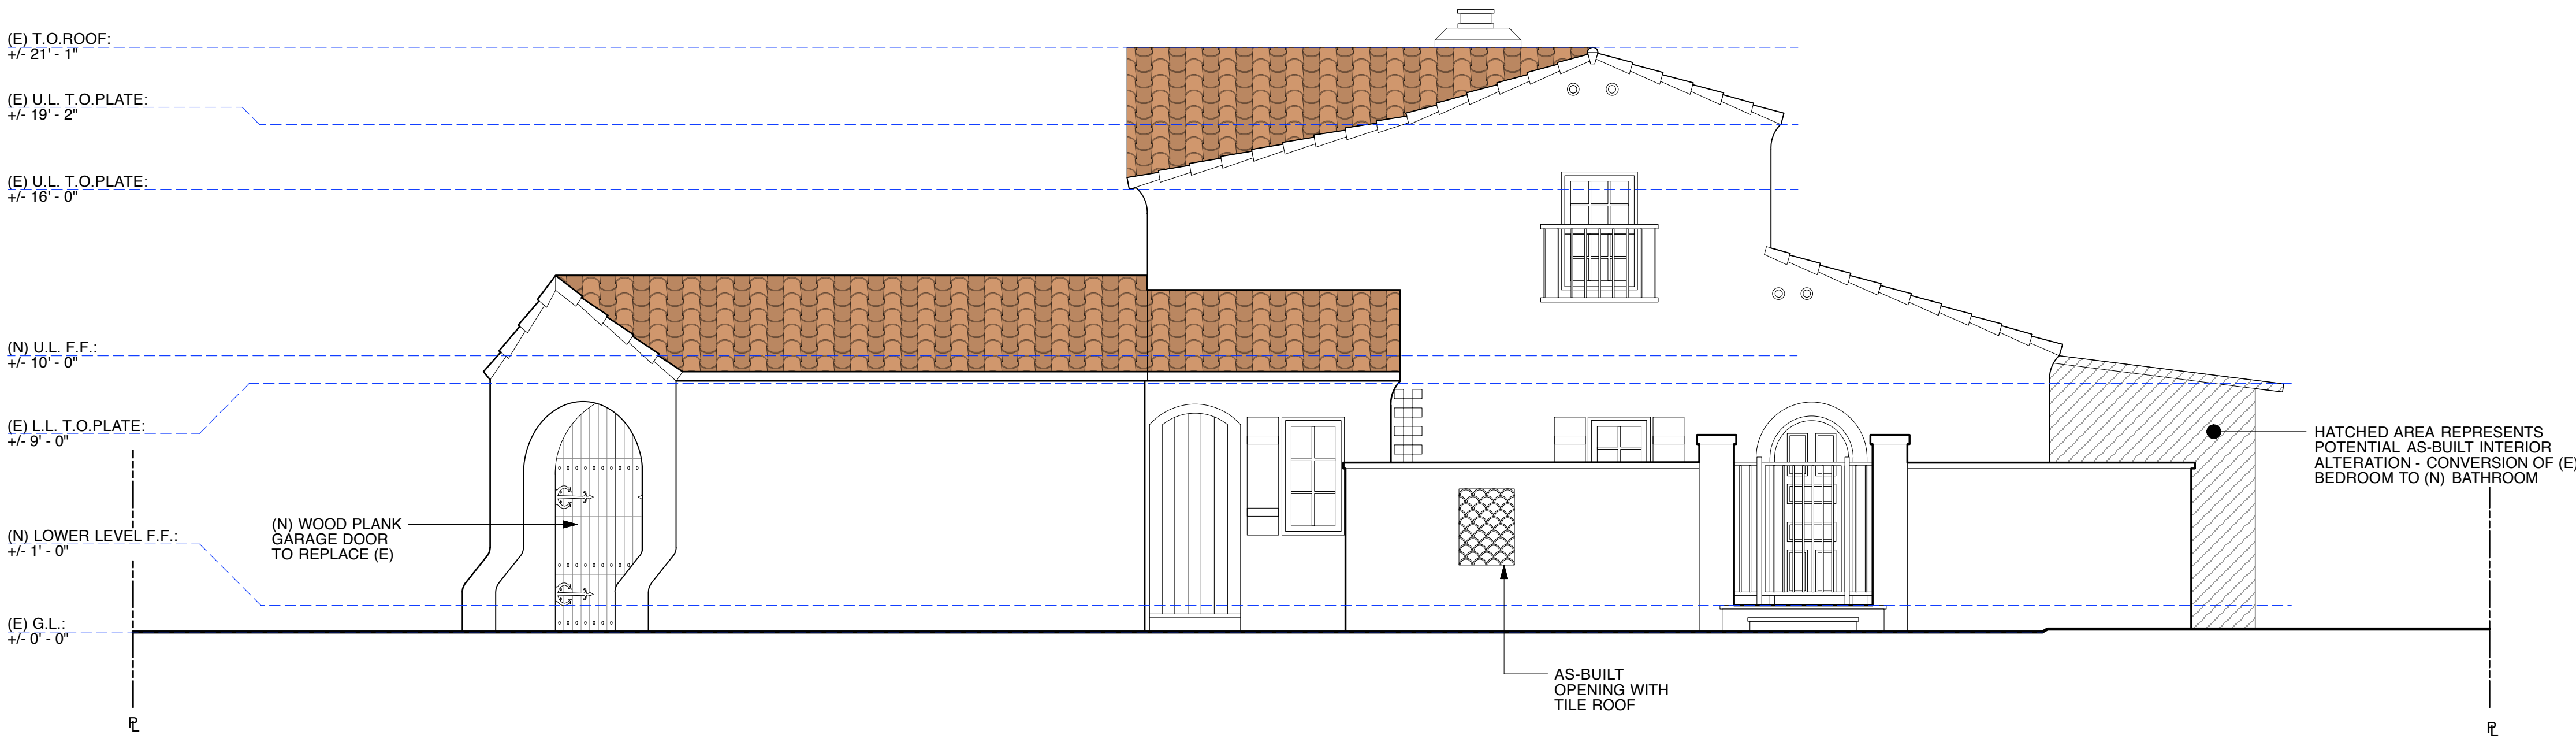 (E) T.O.ROOF:
+/- 21' - 1"
(E) U.L. T.O.PLATE:
+/- 19' - 2"
(E) U.L. T.O.PLATE:
+/- 16' - 0"
(N) U.L. F.F.:
+/- 10' - 0"
(E) L.L. T.O.PLATE:
+/- 9' - 0"
(N) LOWER LEVEL F.F.:
+/- 1' - 0"
(E) G.L.:
+/- 0' - 0"
(N) WOOD PLANK
GARAGE DOOR
TO REPLACE (E)
AS-BUILT
OPENING WITH
TILE ROOF
HATCHED AREA REPRESENTS
POTENTIAL AS-BUILT INTERIOR
ALTERATION - CONVERSION OF (E)
BEDROOM TO (N) BATHROOM
PL
PL